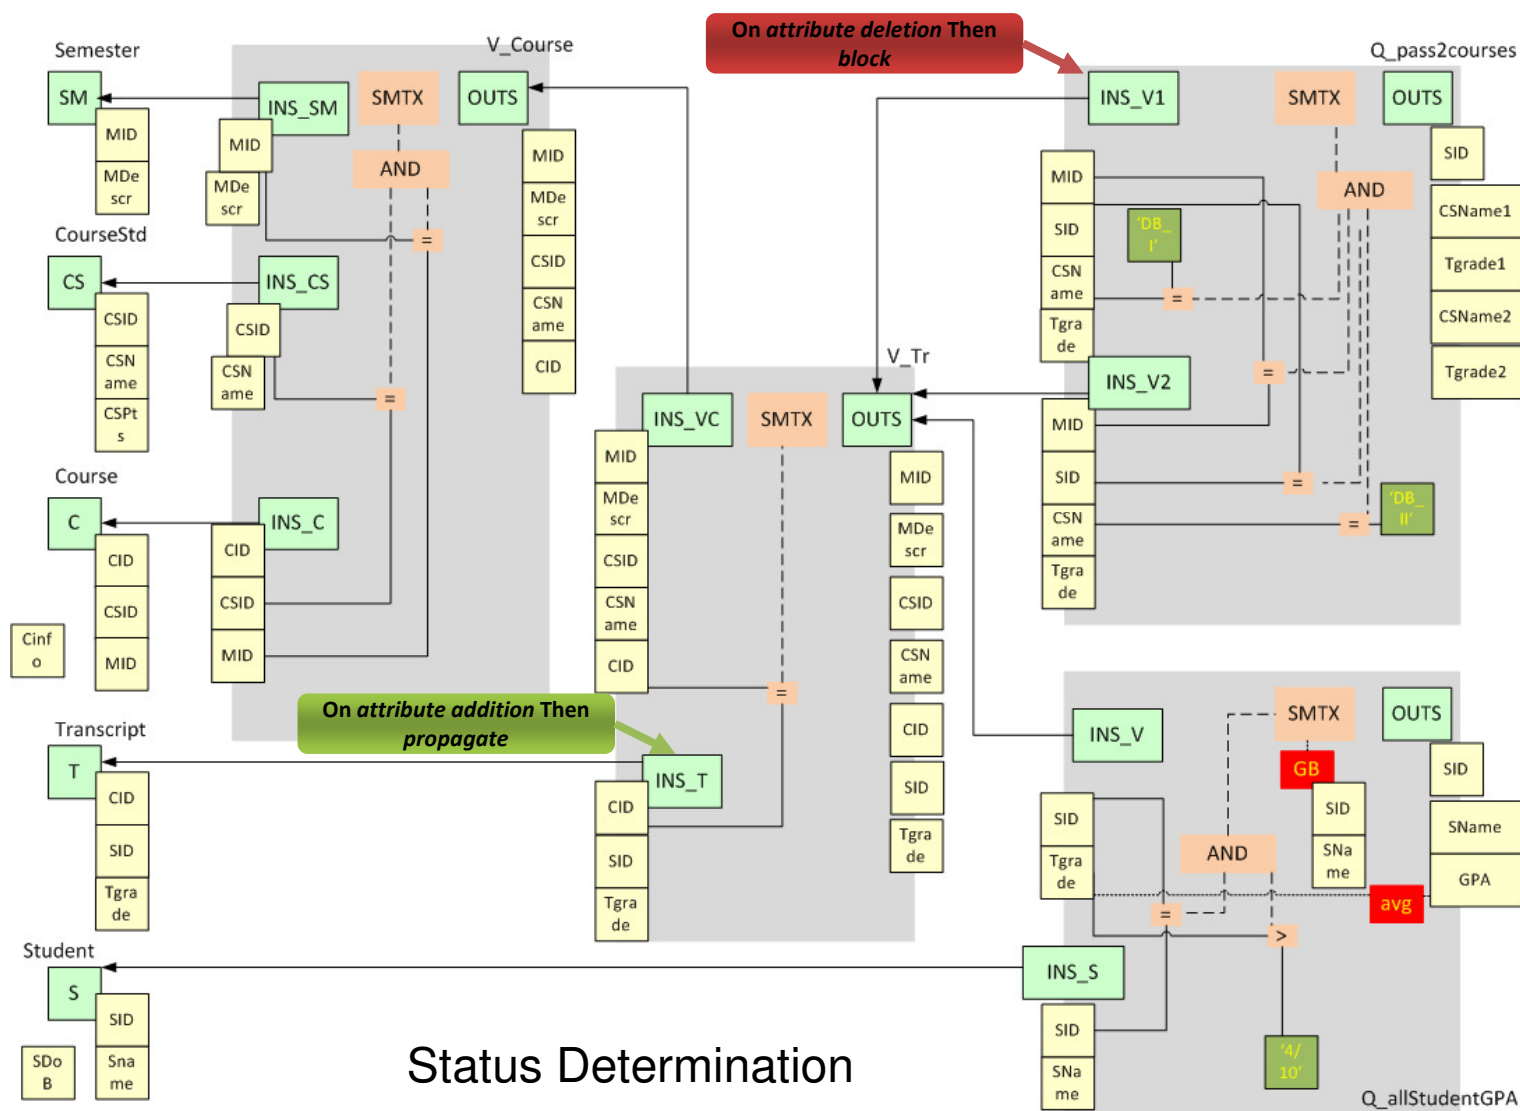 On attribute deletion Then
block
Semester
V_Course
Q_pass2courses
SM
INS_SM
SMTX
OUTS
MID
MDe
scr
MID
MDe
scr
AND
=
=
MID
MDe
scr
CSID
CSN
ame
CID
CourseStd
CS
INS_CS
CSID
CSN
ame
CSPt
s
CSID
CSN
ame
Course
C
INS_C
CID
CSID
MID
Cinf
o
CID
CSID
MID
Transcript
T
CID
SID
Tgra
de
Student
S
SID
Sna
me
SDo
B
On attribute addition Then
propagate
V_Tr
INS_VC
SMTX
OUTS
MID
MDe
scr
CSID
CSN
ame
CID
=
INS_T
CID
SID
Tgra
de
MID
MDe
scr
CSID
CSN
ame
CID
SID
Tgra
de
INS_V1
SMTX
OUTS
MID
SID
CSN
ame
Tgra
de
'DB_
I'
AND
=
=
=
=
'DB_
II'
INS_V2
MID
SID
CSN
ame
Tgra
de
SID
CSName1
Tgrade1
CSName2
Tgrade2
INS_V
SMTX
OUTS
GB
SID
SNa
me
SID
Tgra
de
AND
=
>
avg
SID
SName
GPA
INS_S
SID
SNa
me
'4/
10'
Q_allStudentGPA
Status Determination